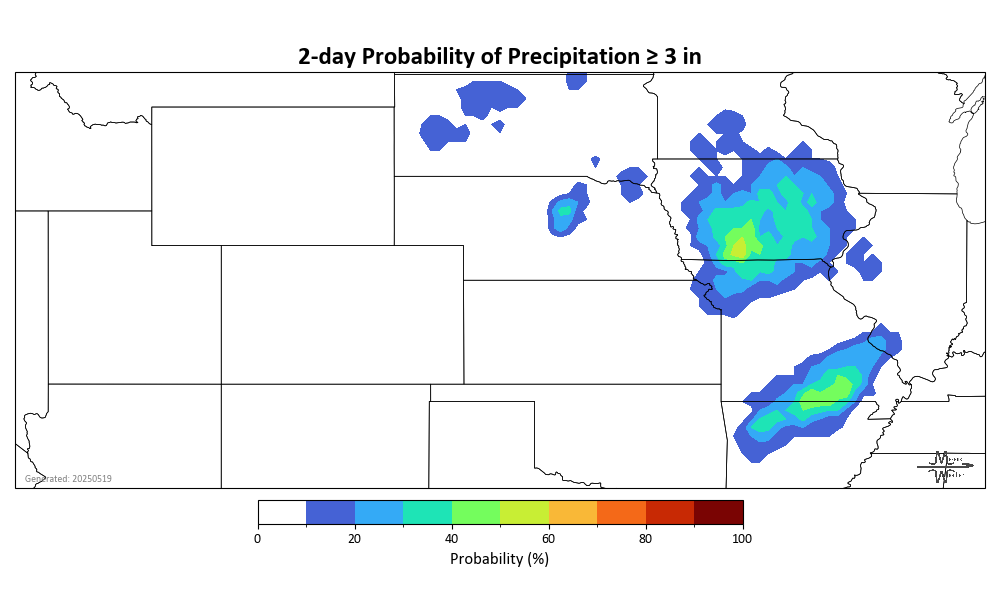 2-day Probability of Precipitation ≥ 3 in
Generated: 20250519
0 20 40 60 80 100
Probability (%)